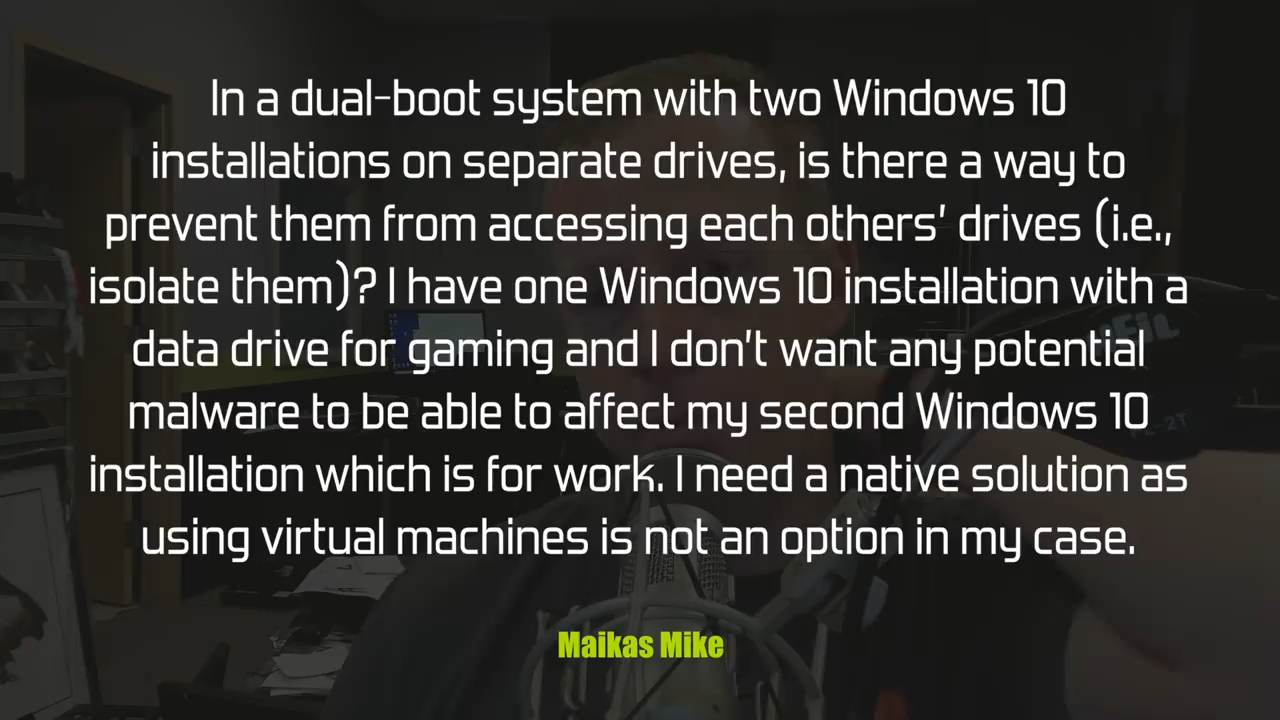 In a dual-boot system with two Windows 10
installations on separate drives, is there a way to
prevent them from accessing each others' drives (i.e.,
isolate them)? I have one Windows 10 installation with a
data drive for gaming and I don't want any potential
malware to be able to affect my second Windows 10
installation which is for work. I need a native solution as
using virtual machines is not an option in my case.
Maikas Mike